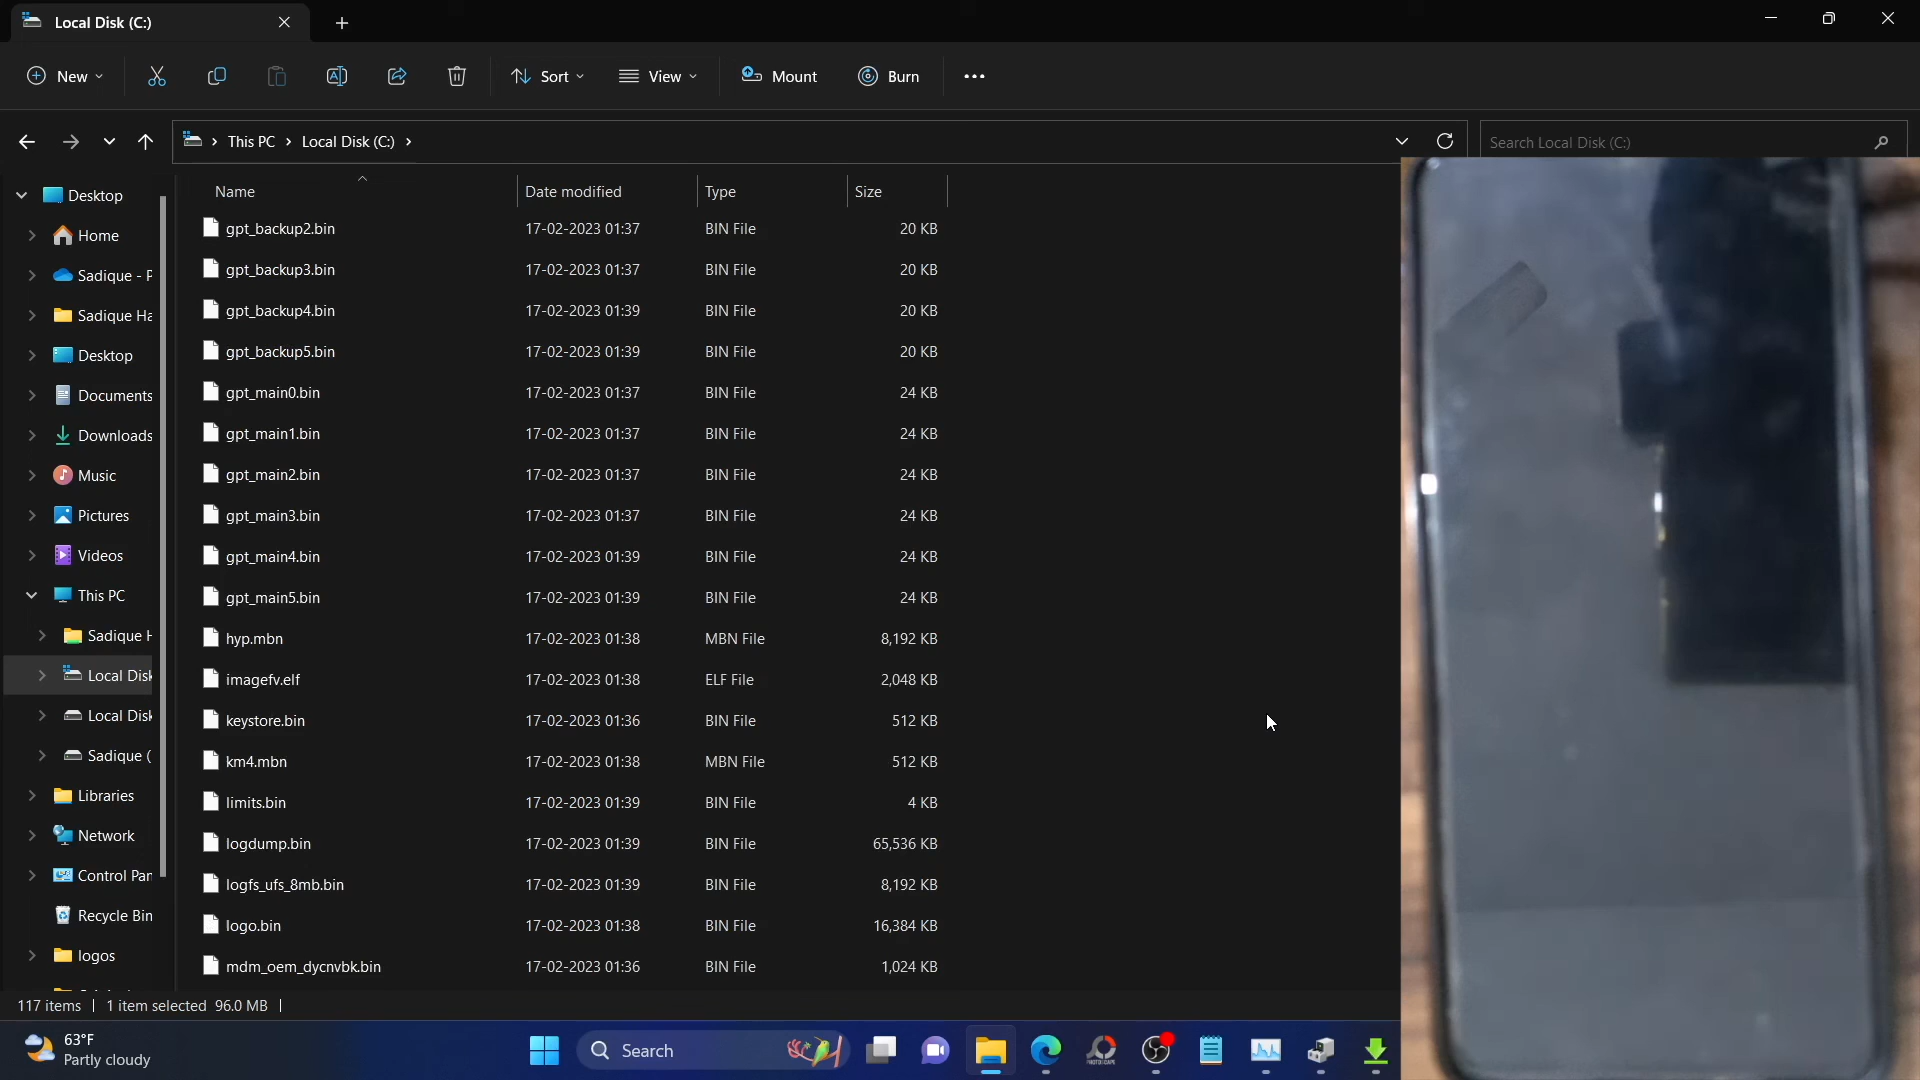 Local Disk (C:)
New
Sort
View
Mount
Burn
This PC
Local Disk (C:)
Search Local Disk (C:)
Name
Date modified
Type
Size
Desktop
Home
Sadique - P
Sadique Ha
Desktop
Documents
Downloads
Music
Pictures
Videos
This PC
Sadique H
Local Disk
Local Disk
Sadique (
Libraries
Network
Control Pan
Recycle Bin
logos
gpt_backup2.bin 17-02-2023 01:37 BIN File 20 KB
gpt_backup3.bin 17-02-2023 01:37 BIN File 20 KB
gpt_backup4.bin 17-02-2023 01:39 BIN File 20 KB
gpt_backup5.bin 17-02-2023 01:39 BIN File 20 KB
gpt_main0.bin 17-02-2023 01:37 BIN File 24 KB
gpt_main1.bin 17-02-2023 01:37 BIN File 24 KB
gpt_main2.bin 17-02-2023 01:37 BIN File 24 KB
gpt_main3.bin 17-02-2023 01:37 BIN File 24 KB
gpt_main4.bin 17-02-2023 01:39 BIN File 24 KB
gpt_main5.bin 17-02-2023 01:39 BIN File 24 KB
hyp.mbn 17-02-2023 01:38 MBN File 8,192 KB
imagefv.elf 17-02-2023 01:38 ELF File 2,048 KB
keystore.bin 17-02-2023 01:36 BIN File 512 KB
km4.mbn 17-02-2023 01:38 MBN File 512 KB
limits.bin 17-02-2023 01:39 BIN File 4 KB
logdump.bin 17-02-2023 01:39 BIN File 65,536 KB
logfs_ufs_8mb.bin 17-02-2023 01:39 BIN File 8,192 KB
logo.bin 17-02-2023 01:38 BIN File 16,384 KB
mdm_oem_dycnvbk.bin 17-02-2023 01:36 BIN File 1,024 KB
117 items 1 item selected 96.0 MB
63°F
Partly cloudy
Search